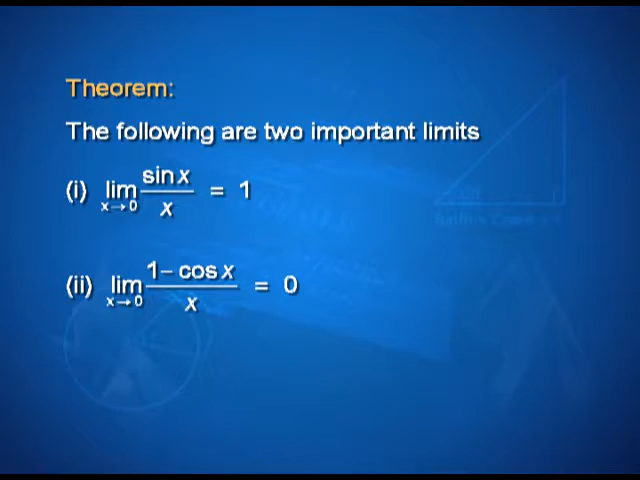 Theorem:
The following are two important limits
(i) lim x→0 sin x / x = 1
(ii) lim x→0 1 – cos x / x = 0